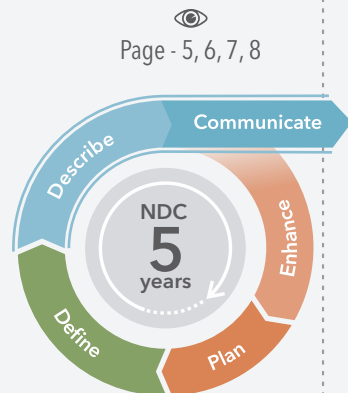 Page - 5, 6, 7, 8
Communicate
Describe
Enhance
NDC
5
years
Define
Plan